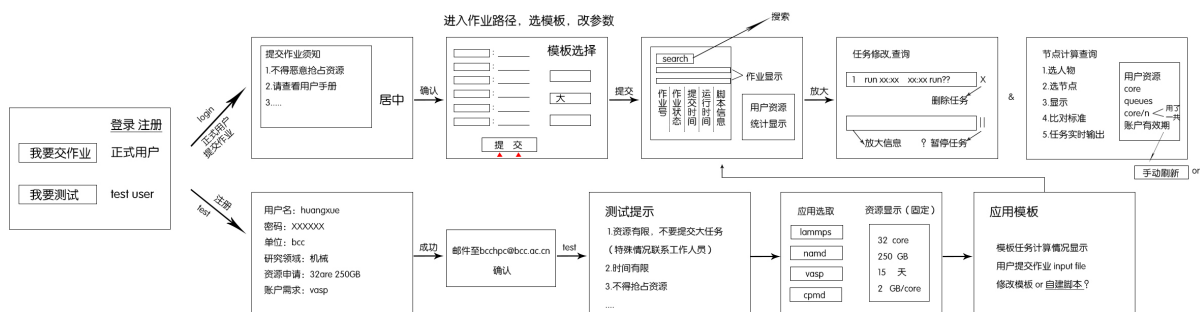 登录 注册
我要交作业
正式用户
我要测试
test user
login
正式用户
提交作业
提交作业须知
1.不得恶意抢占资源
2.请查看用户手册
3.....
居中
确认
进入作业路径，选模板，改参数
模板选择
大
提 交
提交
搜索
search
作业显示
作业号
作业状态
提交时间
运行时间
脚本信息
用户资源
统计显示
放大
任务修改,查询
1 run xx:xx xx:xx run?? X
删除任务
||
放大信息
? 暂停任务
&
节点计算查询
1.选人物
2.选节点
3.显示
4.比对标准
5.任务实时输出
用户资源
core
queues
core/n
用了
一共
账户有效期
手动刷新 or
注册
test
用户名：huangxue
密码：XXXXXX
单位：bcc
研究领域：机械
资源申请：32are 250GB
账户需求：vasp
成功
邮件至bcchpc@bcc.ac.cn
确认
test
测试提示
1.资源有限，不要提交大任务
（特殊情况联系工作人员）
2.时间有限
3.不得抢占资源
....
应用选取
lammps
namd
vasp
cpmd
资源显示（固定）
32 core
250 GB
15 天
2 GB/core
应用模板
模板任务计算情况显示
用户提交作业 input file
修改模板 or 自建脚本？